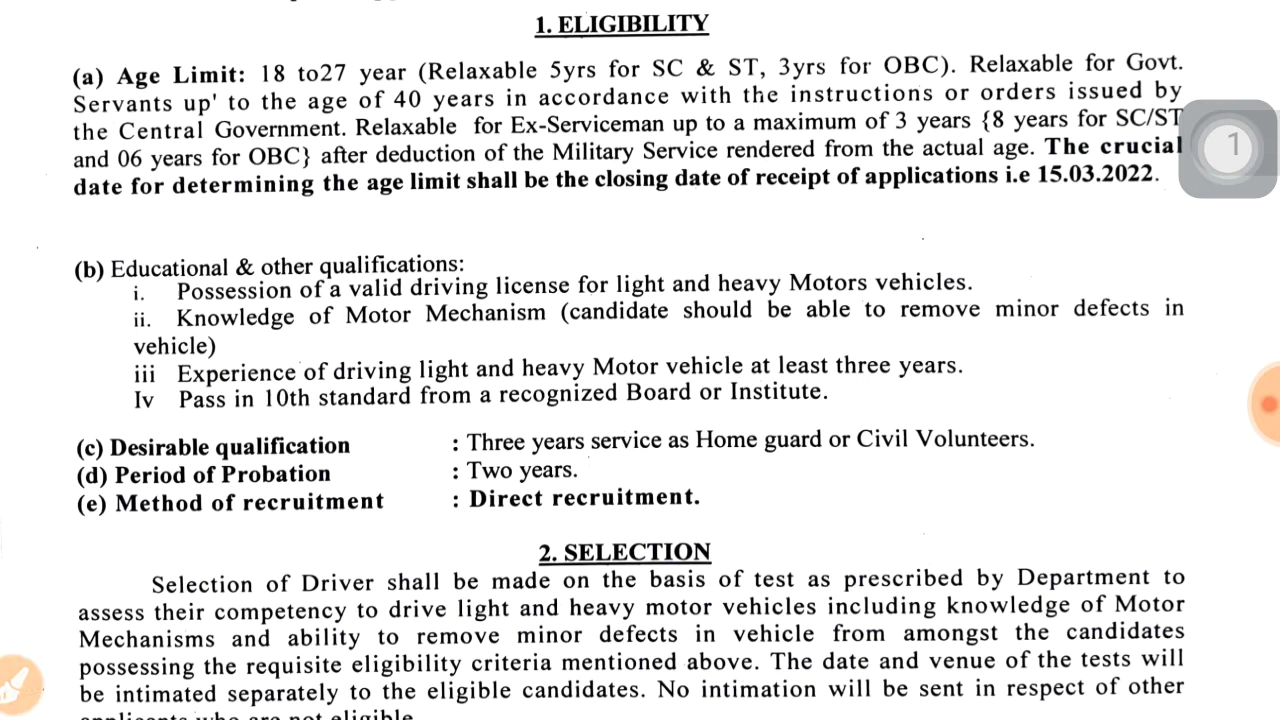 1. ELIGIBILITY
(a) Age Limit: 18 to27 year (Relaxable 5yrs for SC & ST, 3yrs for OBC). Relaxable for Govt.
Servants up' to the age of 40 years in accordance with the instructions or orders issued by
the Central Government. Relaxable for Ex-Serviceman up to a maximum of 3 years {8 years for SC/ST
and 06 years for OBC} after deduction of the Military Service rendered from the actual age. The crucial
date for determining the age limit shall be the closing date of receipt of applications i.e 15.03.2022.
1
(b) Educational & other qualifications:
i. Possession of a valid driving license for light and heavy Motors vehicles.
ii. Knowledge of Motor Mechanism (candidate should be able to remove minor defects in
vehicle)
iii Experience of driving light and heavy Motor vehicle at least three years.
Iv Pass in 10th standard from a recognized Board or Institute.
(c) Desirable qualification : Three years service as Home guard or Civil Volunteers.
(d) Period of Probation : Two years.
(e) Method of recruitment : Direct recruitment.
2. SELECTION
Selection of Driver shall be made on the basis of test as prescribed by Department to
assess their competency to drive light and heavy motor vehicles including knowledge of Motor
Mechanisms and ability to remove minor defects in vehicle from amongst the candidates
possessing the requisite eligibility criteria mentioned above. The date and venue of the tests will
be intimated separately to the eligible candidates. No intimation will be sent in respect of other
applicants who are not eligible